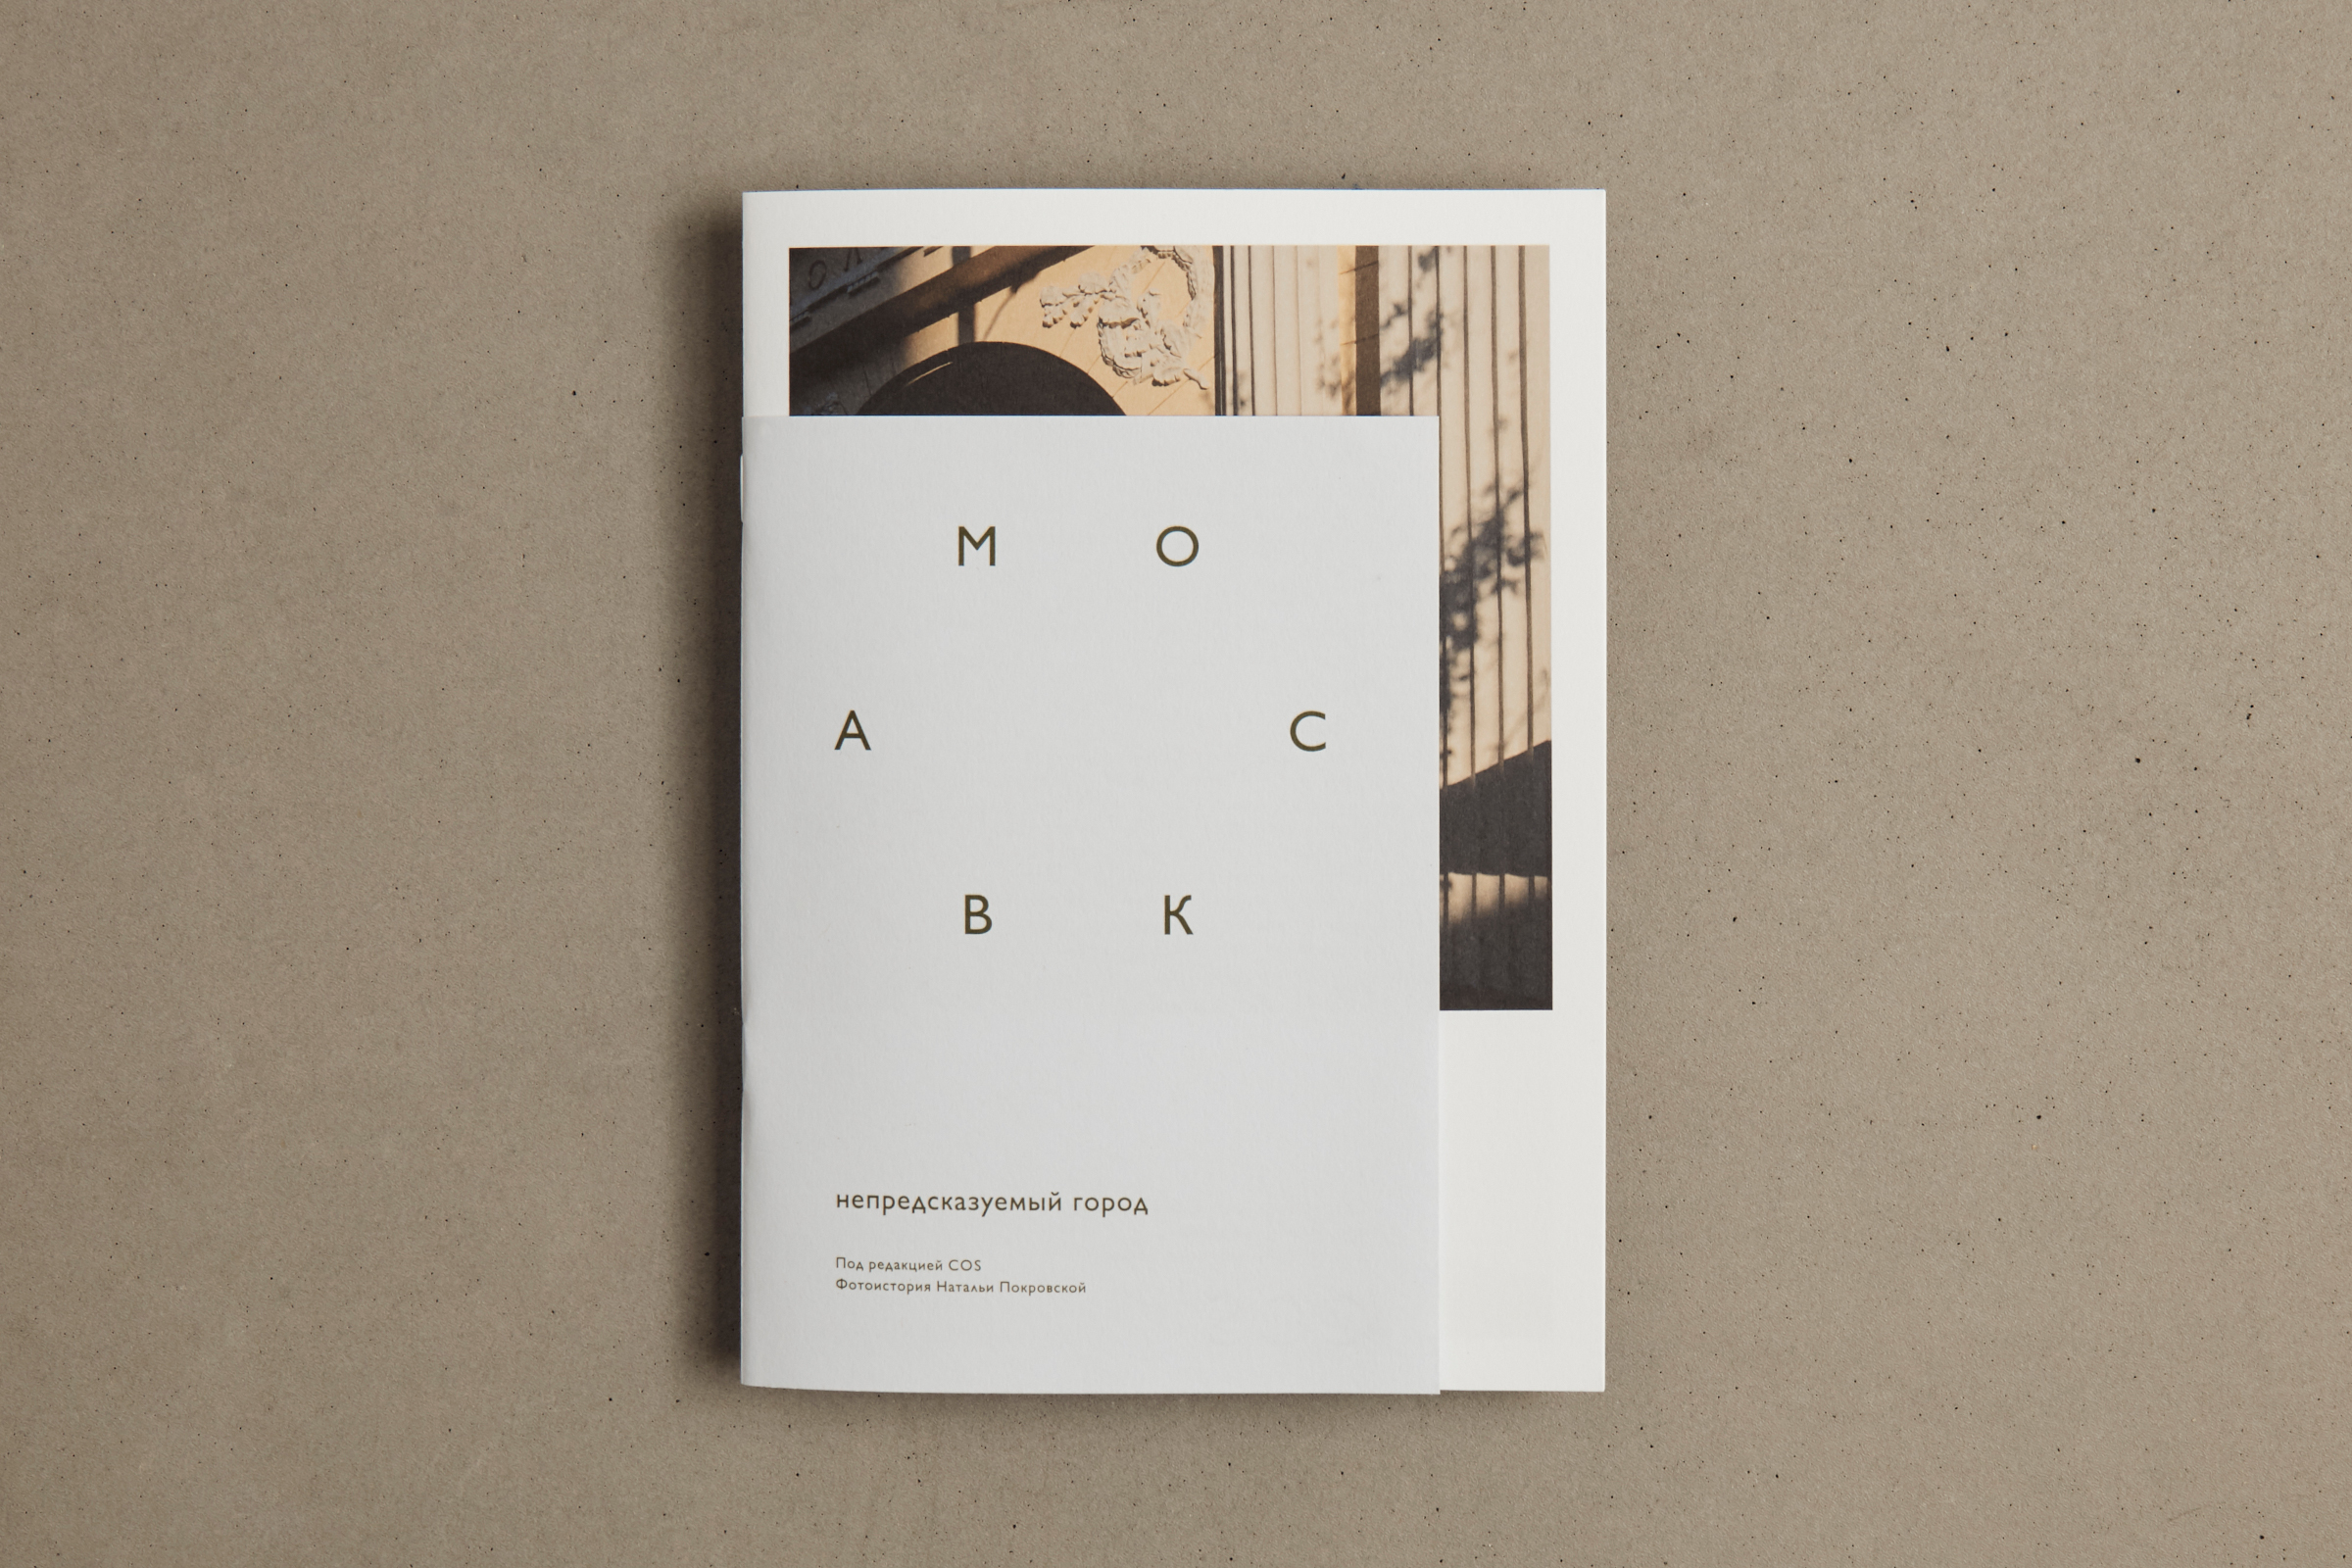 М О
А С
В К
непредсказуемый город
Под редакцией COS
Фотоистория Натальи Покровской